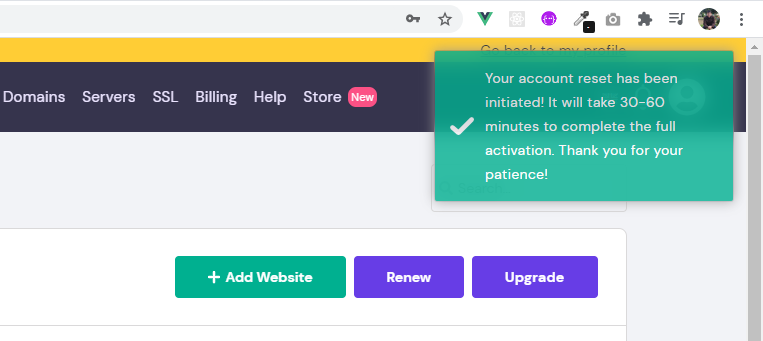 Go back to my profile
Domains Servers SSL Billing Help Store New
Your account reset has been
initiated! It will take 30-60
minutes to complete the full
activation. Thank you for your
patience!
+ Add Website Renew Upgrade